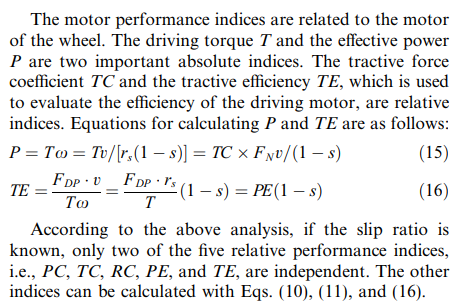 The motor performance indices are related to the motor
of the wheel. The driving torque T and the effective power
P are two important absolute indices. The tractive force
coefficient TC and the tractive efficiency TE, which is used
to evaluate the efficiency of the driving motor, are relative
indices. Equations for calculating P and TE are as follows:
P = Tω = Tv/[r_s(1 − s)] = TC × F_N v/(1 − s) (15)
TE = F_DP · v / Tω = F_DP · r_s / T (1 − s) = PE(1 − s) (16)
According to the above analysis, if the slip ratio is
known, only two of the five relative performance indices,
i.e., PC, TC, RC, PE, and TE, are independent. The other
indices can be calculated with Eqs. (10), (11), and (16).